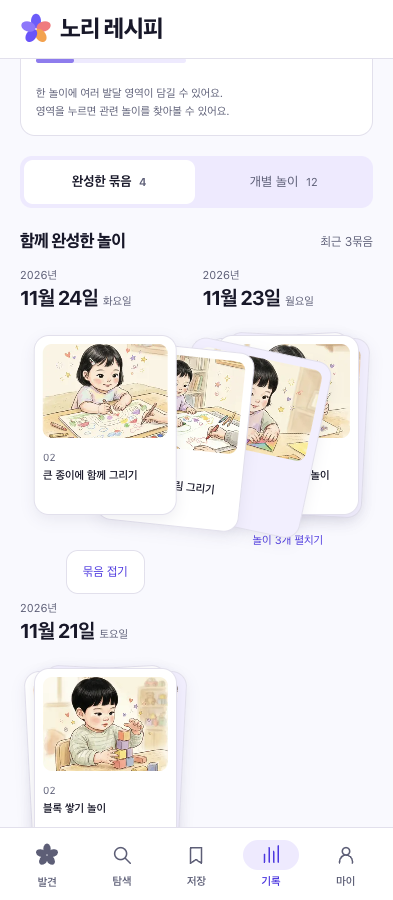 노리 레시피
한 놀이에 여러 발달 영역이 담길 수 있어요.
영역을 누르면 관련 놀이를 찾아볼 수 있어요.
완성한 묶음 4
개별 놀이 12
함께 완성한 놀이
최근 3묶음
2026년
11월 24일 화요일
2026년
11월 23일 월요일
02
큰 종이에 함께 그리기
그림 놀이
놀이 3개 펼치기
묶음 접기
2026년
11월 21일 토요일
02
블록 쌓기 놀이
발견
탐색
저장
기록
마이